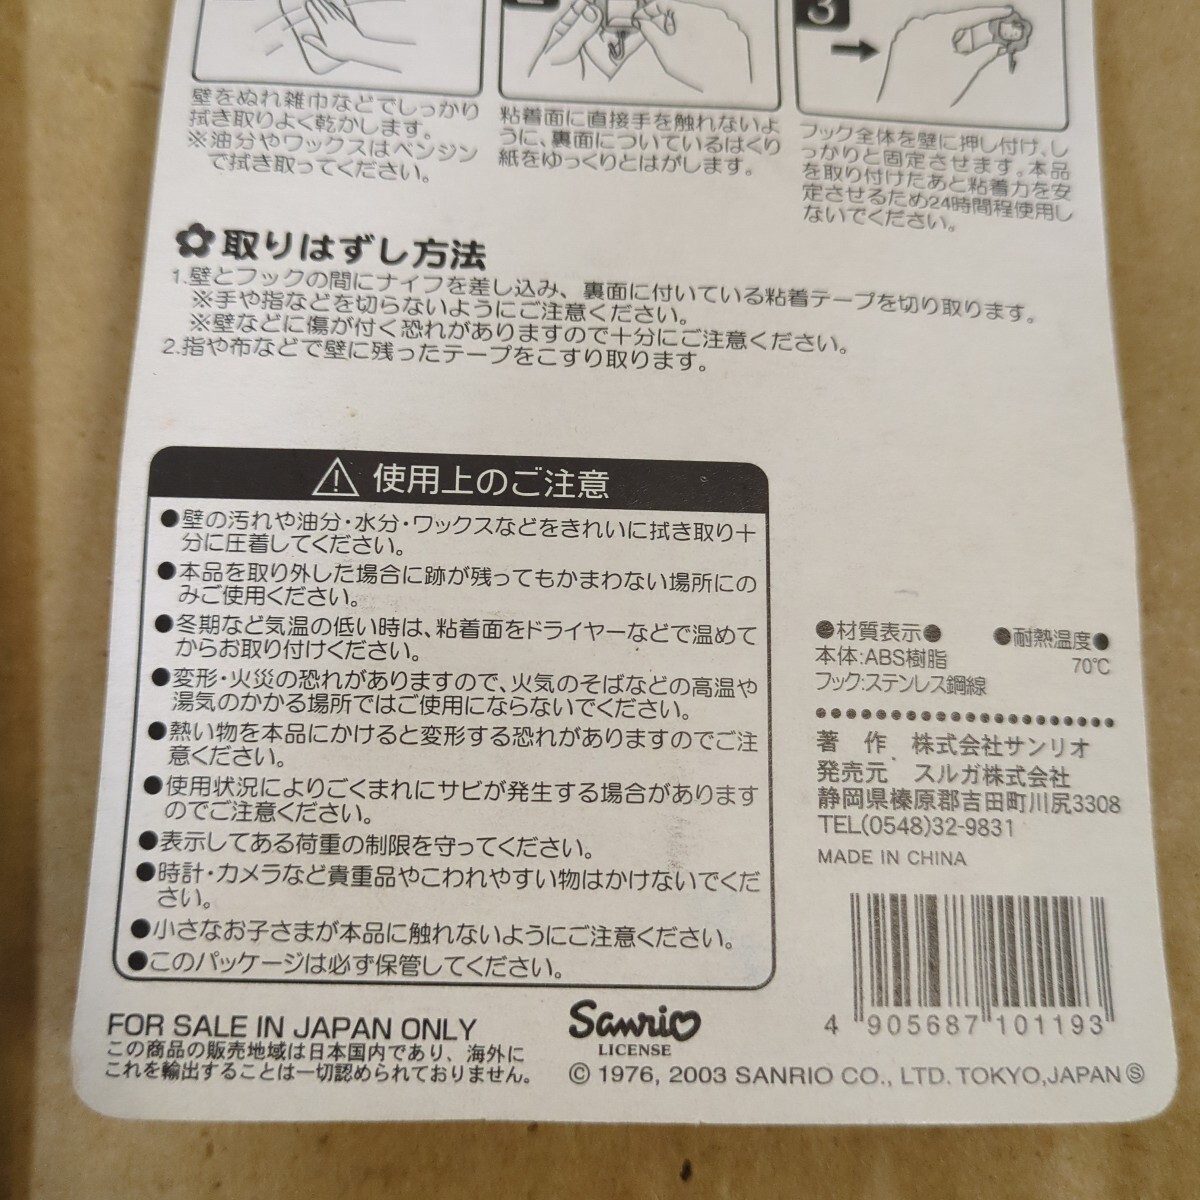 3
壁をぬれ雑巾などでしっかり
拭き取りよく乾かします。
※油分やワックスはベンジン
で拭き取ってください。
粘着面に直接手を触れないよ
うに、裏面についているはくり
紙をゆっくりとはがします。
フック全体を壁に押し付け、し
っかりと固定させます。本品
を取り付けたあと粘着力を安
定させるため24時間程使用し
ないでください。
取りはずし方法
1.壁とフックの間にナイフを差し込み、裏面に付いている粘着テープを切り取ります。
※手や指などを切らないようにご注意ください。
※壁などに傷が付く恐れがありますので十分にご注意ください。
2.指や布などで壁に残ったテープをこすり取ります。
使用上のご注意
●壁の汚れや油分・水分・ワックスなどをきれいに拭き取り十
分に圧着してください。
●本品を取り外した場合に跡が残ってもかまわない場所にの
みご使用ください。
●冬期など気温の低い時は、粘着面をドライヤーなどで温めて
からお取り付けください。
●変形・火災の恐れがありますので、火気のそばなどの高温や
湯気のかかる場所ではご使用にならないでください。
●熱い物を本品にかけると変形する恐れがありますのでご注
意ください。
●使用状況によりごくまれにサビが発生する場合があります
のでご注意ください。
●表示してある荷重の制限を守ってください。
●時計・カメラなど貴重品やこわれやすい物はかけないでくだ
さい。
●小さなお子さまが本品に触れないようにご注意ください。
●このパッケージは必ず保管してください。
●材質表示●
本体:ABS樹脂
フック:ステンレス鋼線
●耐熱温度●
70℃
著 作 株式会社サンリオ
発売元 スルガ株式会社
静岡県榛原郡吉田町川尻3308
TEL(0548)32-9831
MADE IN CHINA
4 905687 101193
FOR SALE IN JAPAN ONLY
この商品の販売地域は日本国内であり、海外に
これを輸出することは一切認められておりません。
Sanrio
LICENSE
© 1976, 2003 SANRIO CO., LTD. TOKYO,JAPAN Ⓢ